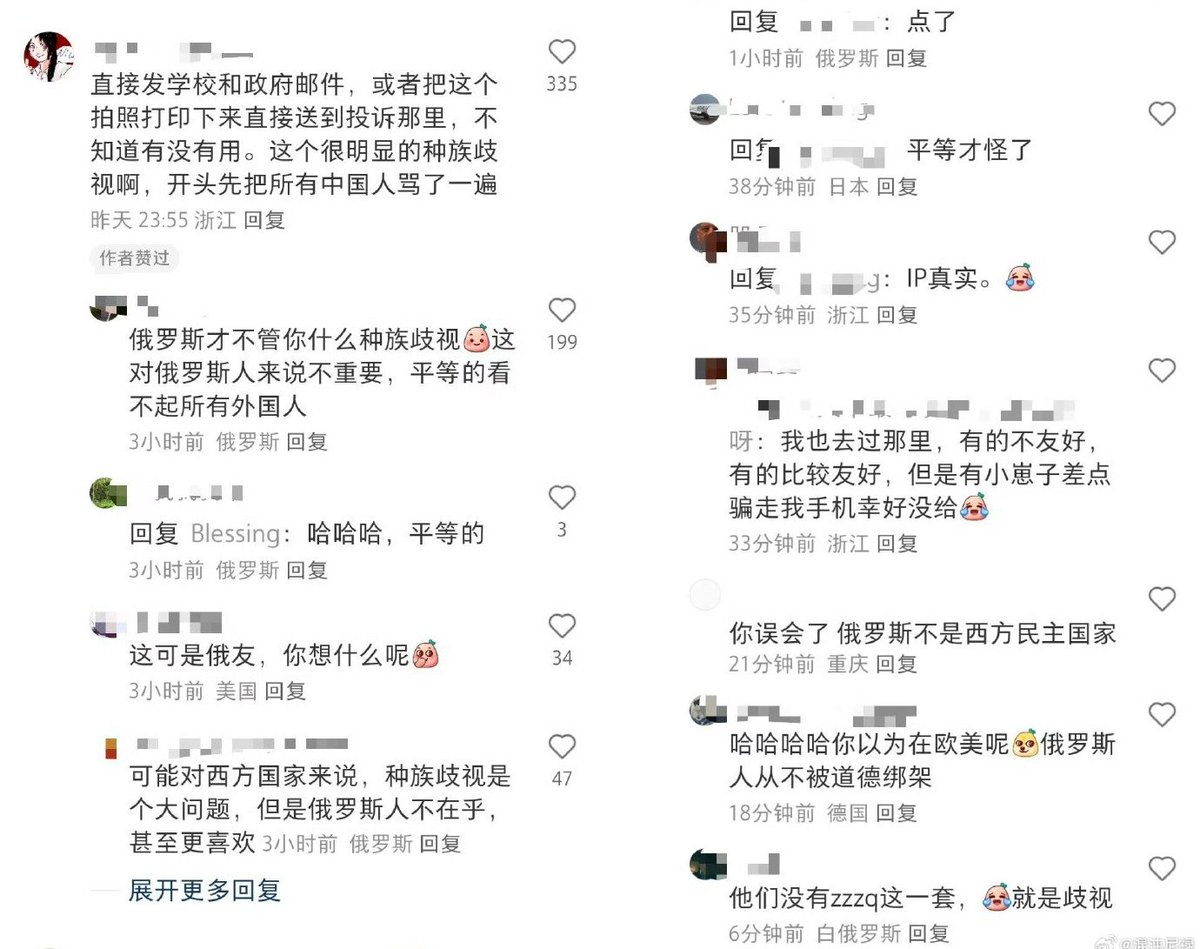 直接发学校和政府邮件，或者把这个
拍照打印下来直接送到投诉那里，不
知道有没有用。这个很明显的种族歧
视啊，开头先把所有中国人骂了一遍
昨天 23:55 浙江 回复
335
作者赞过
俄罗斯才不管你什么种族歧视这
对俄罗斯人来说不重要，平等的看
不起所有外国人
3小时前 俄罗斯 回复
199
回复 Blessing：哈哈哈，平等的
3小时前 俄罗斯 回复
3
这可是俄友，你想什么呢
3小时前 美国 回复
34
可能对西方国家来说，种族歧视是
个大问题，但是俄罗斯人不在乎，
甚至更喜欢 3小时前 俄罗斯 回复
47
展开更多回复
回复 ：点了
1小时前 俄罗斯 回复
回复 平等才怪了
38分钟前 日本 回复
回复 ：IP真实。
35分钟前 浙江 回复
呀：我也去过那里，有的不友好，
有的比较友好，但是有小崽子差点
骗走我手机幸好没给
33分钟前 浙江 回复
你误会了 俄罗斯不是西方民主国家
21分钟前 重庆 回复
哈哈哈哈你以为在欧美呢俄罗斯
人从不被道德绑架
18分钟前 德国 回复
他们没有zzzq这一套，就是歧视
6分钟前 白俄罗斯 回复